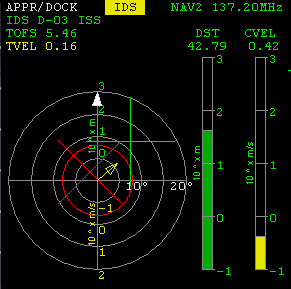 APPR/DOCK IDS NAV2 137.20MHz
IDS D-03 ISS
TOFS 5.46 DST CVEL
TVEL 0.16 42.79 0.42
3 3 3
2 2 2
1 1 1
0 0 0
-1 -1 -1
10° 20°
0
1
2
10^x m
10^x m/s
10^x m
10^x m/s